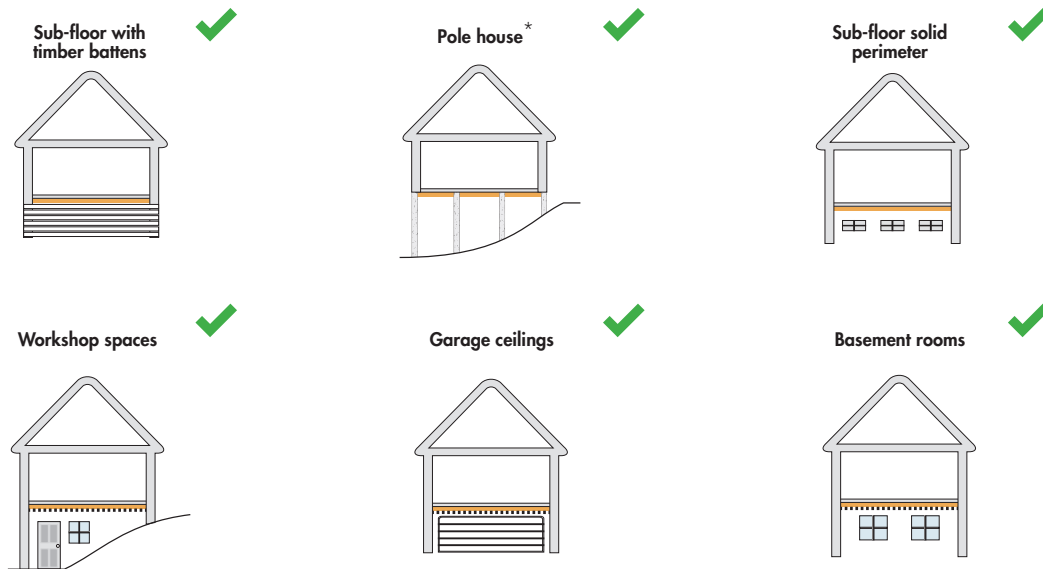 Sub-floor with
timber battens
Pole house*
Sub-floor solid
perimeter
Workshop spaces
Garage ceilings
Basement rooms